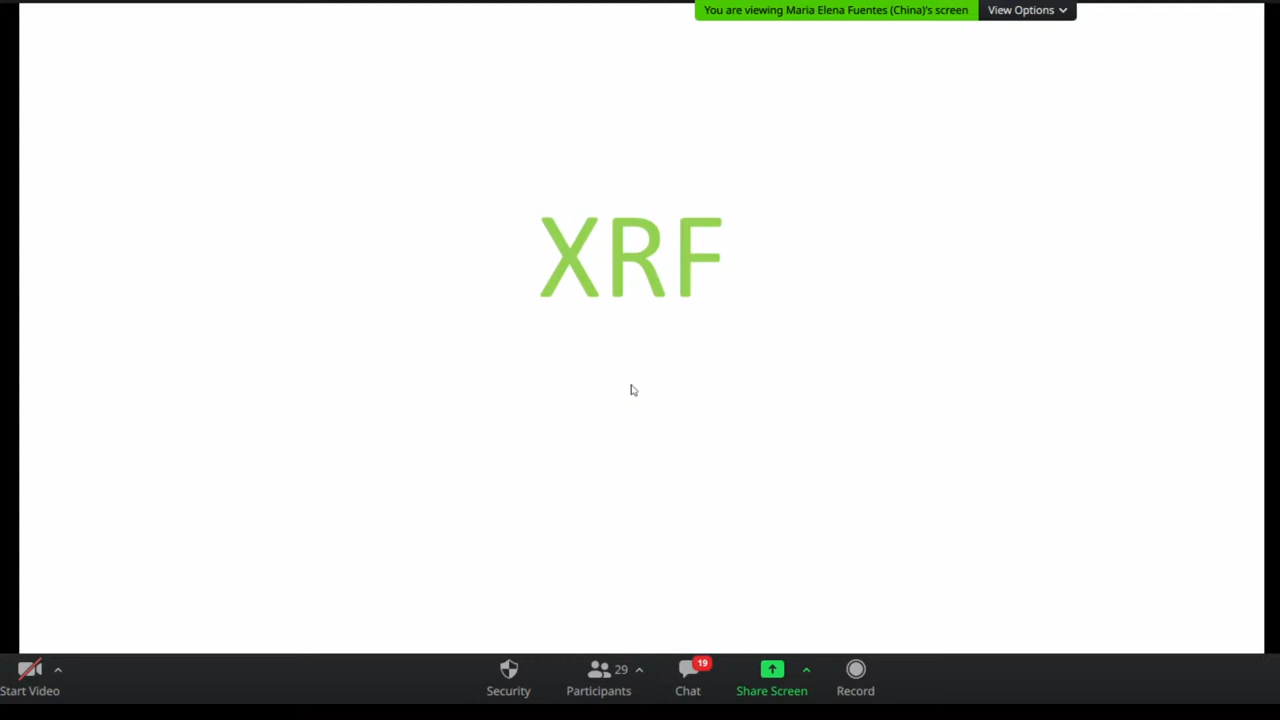 You are viewing Maria Elena Fuentes (China)'s screen View Options
XRF
29
19
Start Video Security Participants Chat Share Screen Record